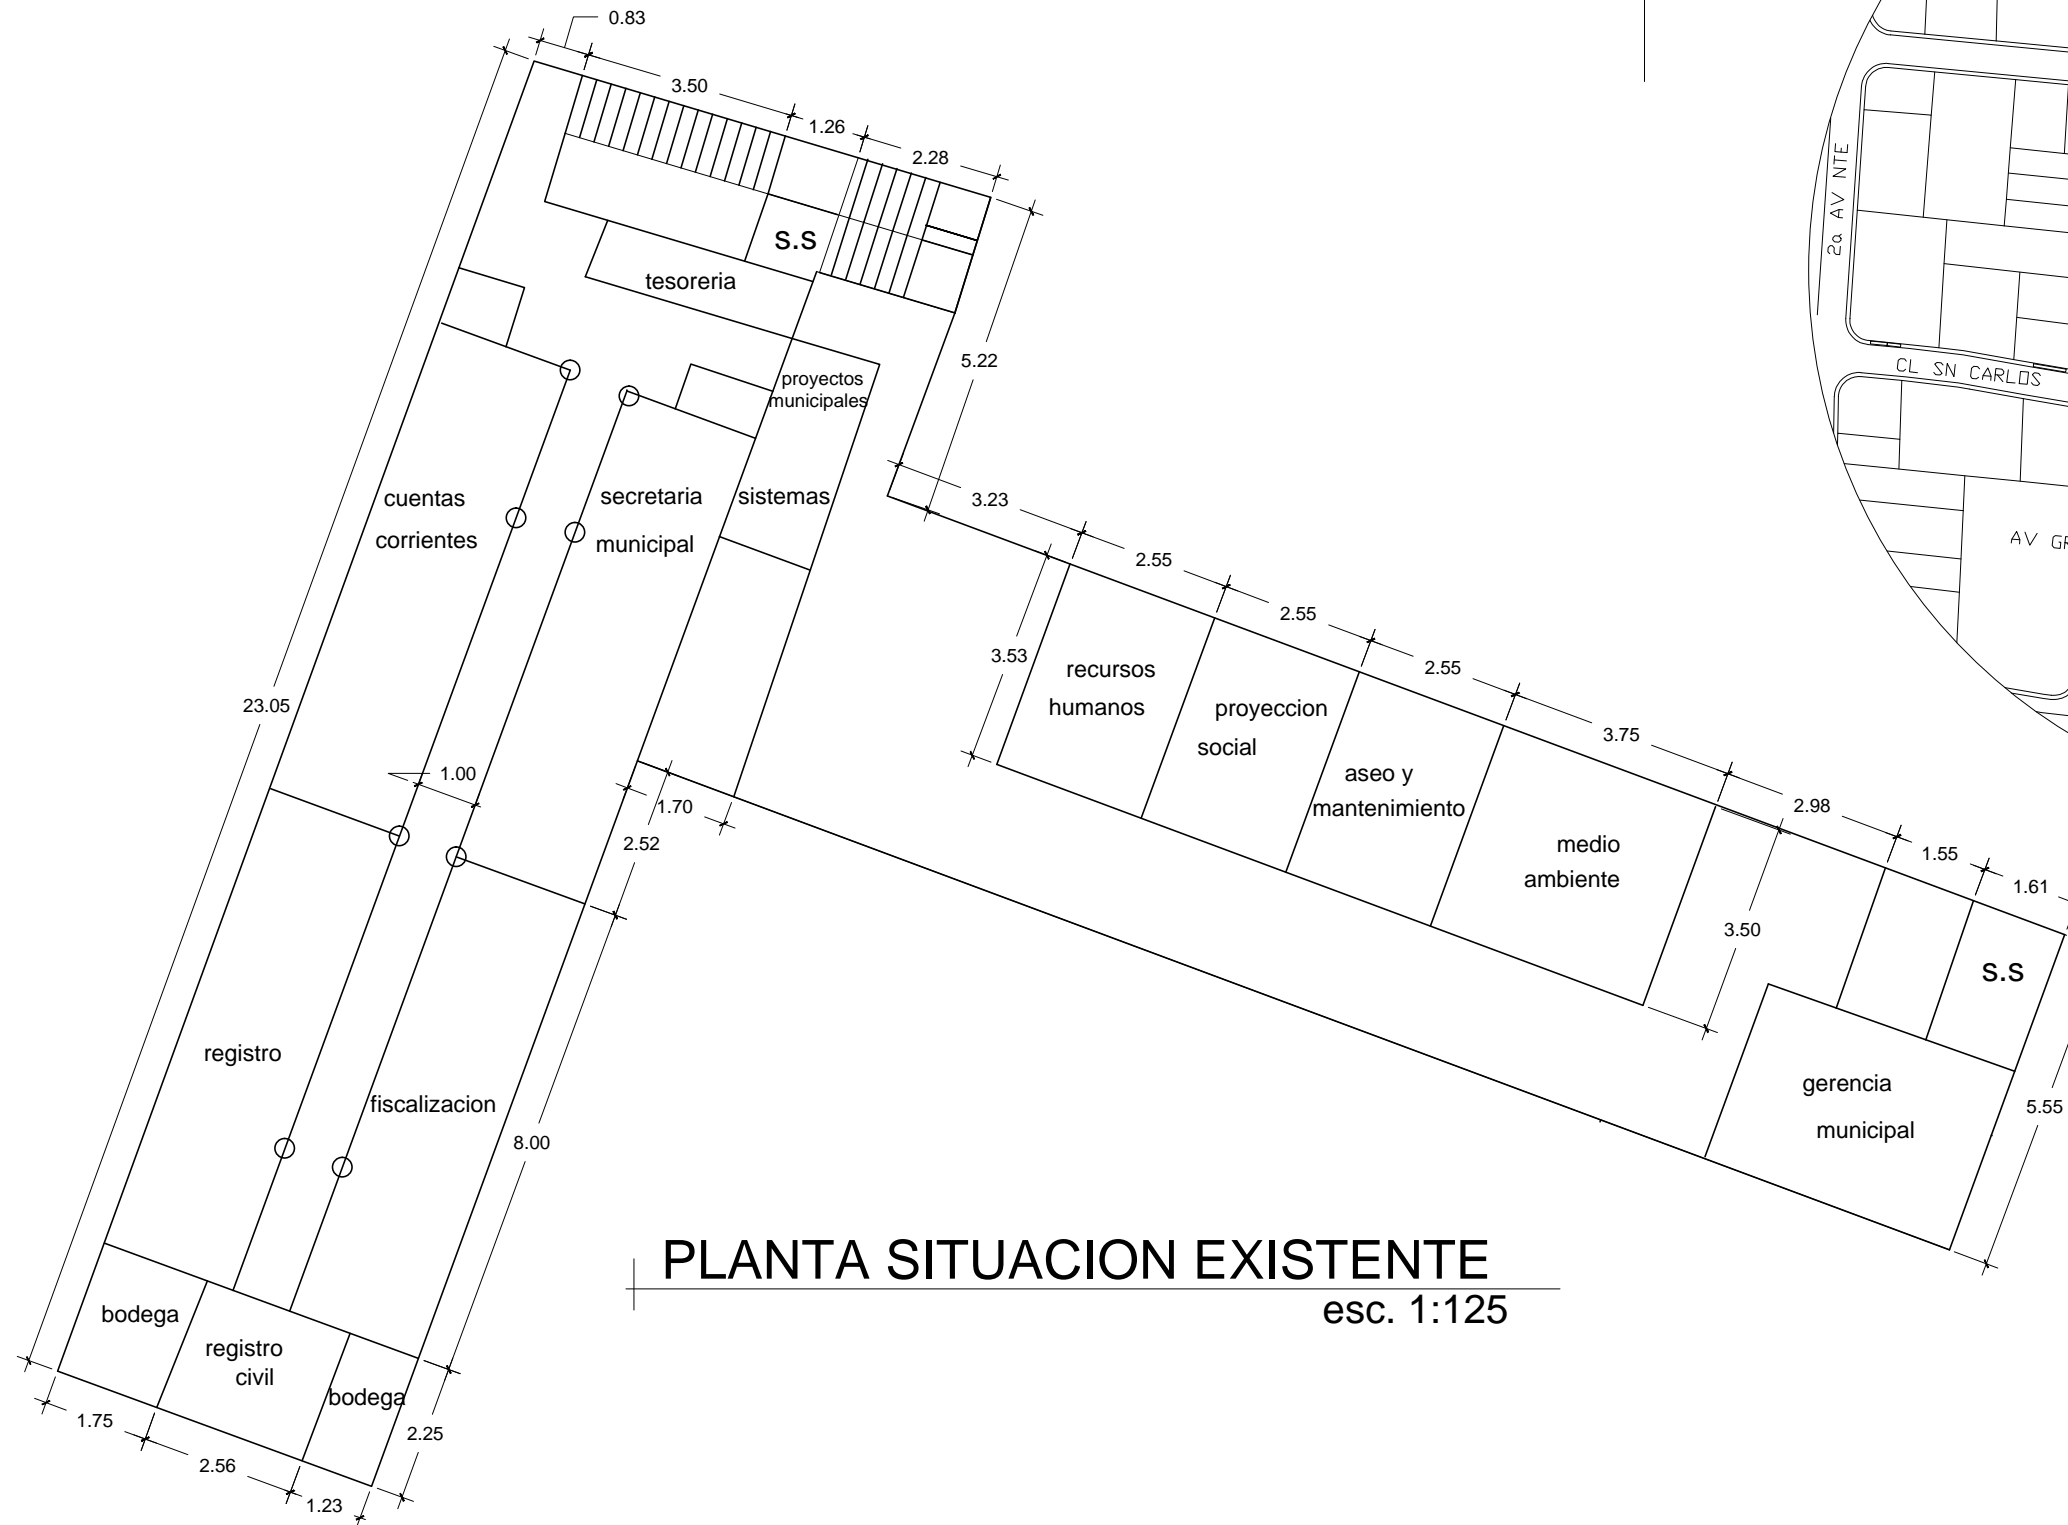 0.83
3.50
1.26
2.28
s.s
tesoreria
5.22
proyectos
municipales
cuentas
corrientes
secretaria
municipal
sistemas
3.23
2.55
2.55
2.55
3.75
2.98
1.55
1.61
3.53
recursos
humanos
proyeccion
social
aseo y
mantenimiento
medio
ambiente
3.50
s.s
gerencia
municipal
5.55
23.05
1.00
1.70
2.52
registro
fiscalizacion
8.00
bodega
registro
civil
bodega
1.75
2.56
1.23
2.25
PLANTA SITUACION EXISTENTE
esc. 1:125
2a AV NTE
CL SN CARLOS
AV